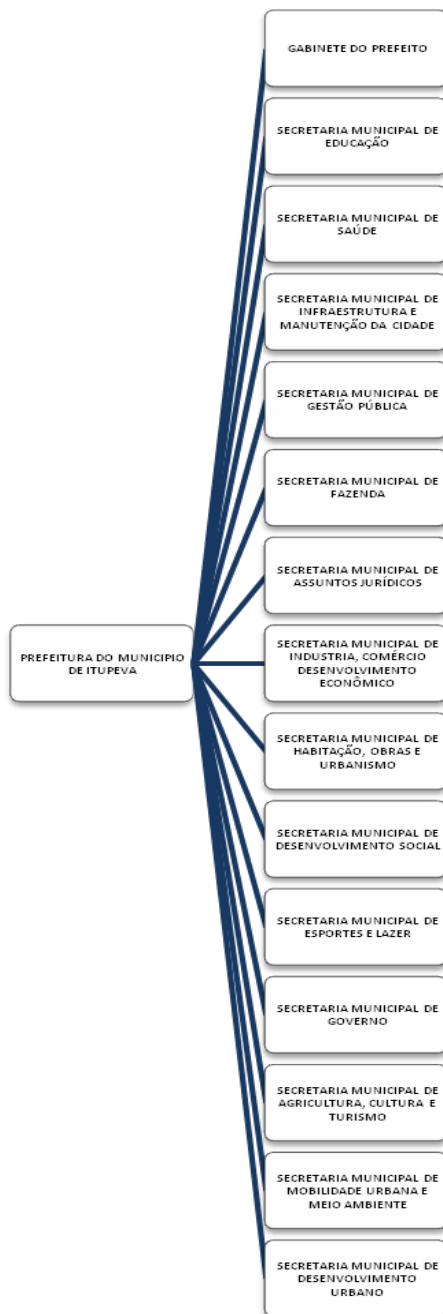 GABINETE DO PREFEITO
SECRETARIA MUNICIPAL DE
EDUCAÇÃO
SECRETARIA MUNICIPAL DE
SAÚDE
SECRETARIA MUNICIPAL DE
INFRAESTRUTURA E
MANUTENÇÃO DA CIDADE
SECRETARIA MUNICIPAL DE
GESTÃO PÚBLICA
SECRETARIA MUNICIPAL DE
FAZENDA
SECRETARIA MUNICIPAL DE
ASSUNTOS JURÍDICOS
PREFEITURA DO MUNICIPIO
DE ITUPEVA
SECRETARIA MUNICIPAL DE
INDUSTRIA, COMÉRCIO
DESENVOLVIMENTO
ECONÔMICO
SECRETARIA MUNICIPAL DE
HABITAÇÃO, OBRAS E
URBANISMO
SECRETARIA MUNICIPAL DE
DESENVOLVIMENTO SOCIAL
SECRETARIA MUNICIPAL DE
ESPORTES E LAZER
SECRETARIA MUNICIPAL DE
GOVERNO
SECRETARIA MUNICIPAL DE
AGRICULTURA, CULTURA E
TURISMO
SECRETARIA MUNICIPAL DE
MOBILIDADE URBANA E
MEIO AMBIENTE
SECRETARIA MUNICIPAL DE
DESENVOLVIMENTO
URBANO